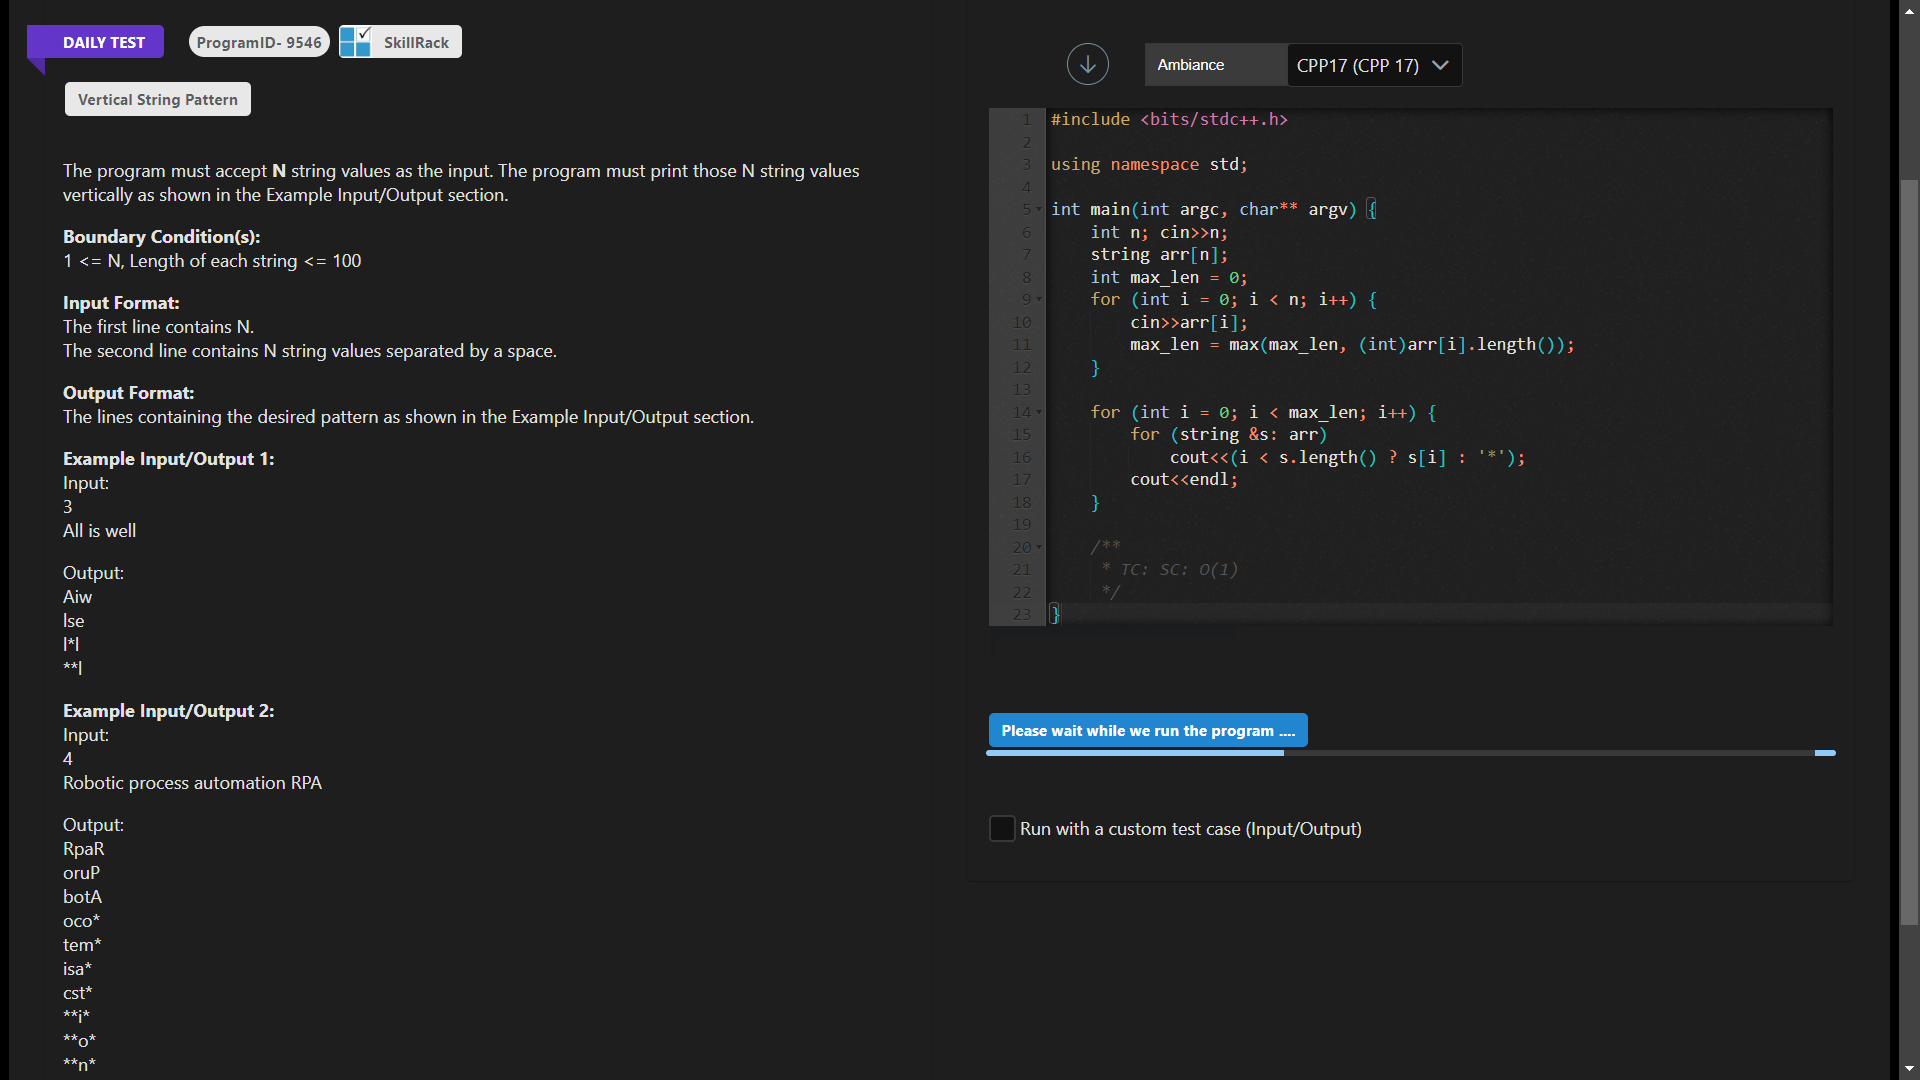 DAILY TEST
ProgramID- 9546
SkillRack
Vertical String Pattern
The program must accept N string values as the input. The program must print those N string values
vertically as shown in the Example Input/Output section.
Boundary Condition(s):
1 <= N, Length of each string <= 100
Input Format:
The first line contains N.
The second line contains N string values separated by a space.
Output Format:
The lines containing the desired pattern as shown in the Example Input/Output section.
Example Input/Output 1:
Input:
3
All is well
Output:
Aiw
lse
l*l
**l
Example Input/Output 2:
Input:
4
Robotic process automation RPA
Output:
RpaR
oruP
botA
oco*
tem*
isa*
cst*
**i*
**o*
**n*
Ambiance
CPP17 (CPP 17)
1 #include <bits/stdc++.h>
2
3 using namespace std;
4
5 int main(int argc, char** argv) {
6     int n; cin>>n;
7     string arr[n];
8     int max_len = 0;
9     for (int i = 0; i < n; i++) {
10         cin>>arr[i];
11         max_len = max(max_len, (int)arr[i].length());
12     }
13
14     for (int i = 0; i < max_len; i++) {
15         for (string &s: arr)
16             cout<<(i < s.length() ? s[i] : '*');
17         cout<<endl;
18     }
19
20     /**
21      * TC: SC: O(1)
22      */
23 }
Please wait while we run the program ....
Run with a custom test case (Input/Output)